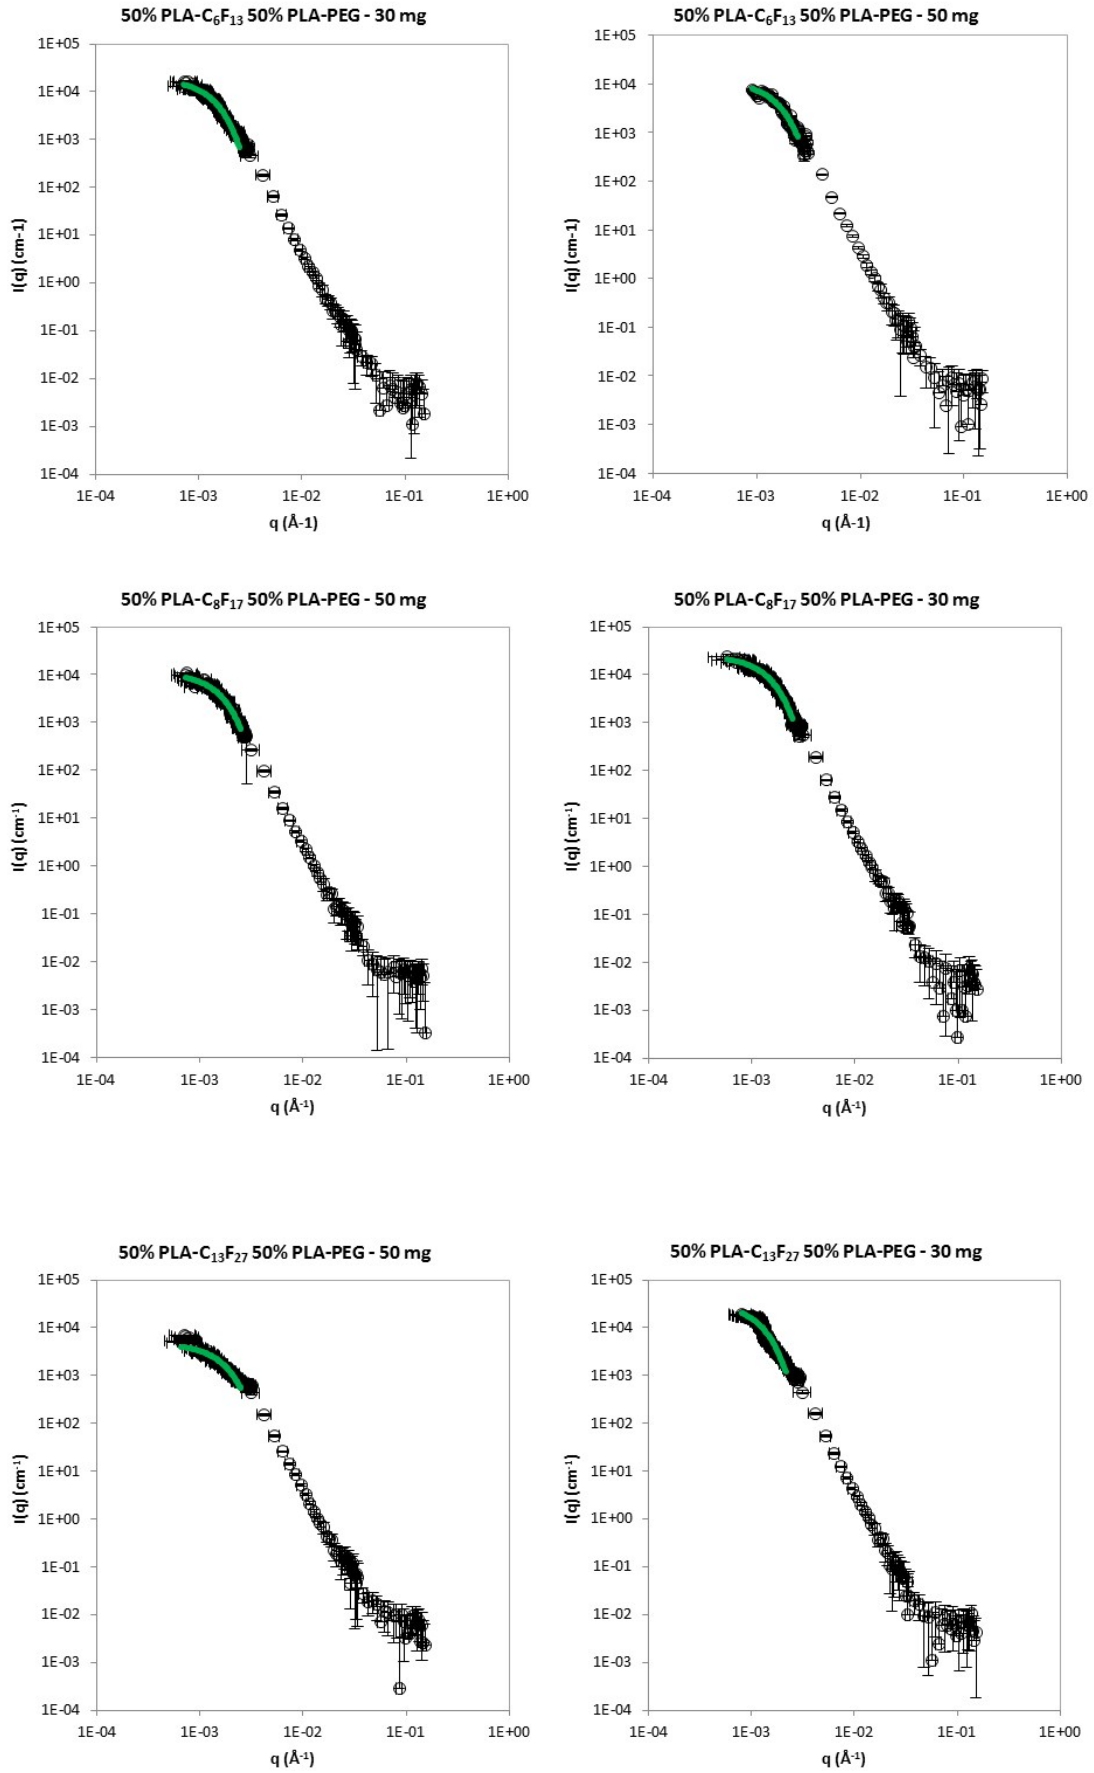 50% PLA-C₆F₁₃ 50% PLA-PEG - 30 mg
1E+05
1E+04
1E+03
1E+02
1E+01
1E+00
1E-01
1E-02
1E-03
1E-04
I(q) (cm-1)
1E-04 1E-03 1E-02 1E-01 1E+00
q (Å-1)
50% PLA-C₆F₁₃ 50% PLA-PEG - 50 mg
1E+05
1E+04
1E+03
1E+02
1E+01
1E+00
1E-01
1E-02
1E-03
1E-04
I(q) (cm-1)
1E-04 1E-03 1E-02 1E-01 1E+00
q (Å-1)
50% PLA-C₈F₁₇ 50% PLA-PEG - 50 mg
1E+05
1E+04
1E+03
1E+02
1E+01
1E+00
1E-01
1E-02
1E-03
1E-04
I(q) (cm⁻¹)
1E-04 1E-03 1E-02 1E-01 1E+00
q (Å⁻¹)
50% PLA-C₈F₁₇ 50% PLA-PEG - 30 mg
1E+05
1E+04
1E+03
1E+02
1E+01
1E+00
1E-01
1E-02
1E-03
1E-04
I(q) (cm⁻¹)
1E-04 1E-03 1E-02 1E-01 1E+00
q (Å⁻¹)
50% PLA-C₁₃F₂₇ 50% PLA-PEG - 50 mg
1E+05
1E+04
1E+03
1E+02
1E+01
1E+00
1E-01
1E-02
1E-03
1E-04
I(q) (cm⁻¹)
1E-04 1E-03 1E-02 1E-01 1E+00
q (Å⁻¹)
50% PLA-C₁₃F₂₇ 50% PLA-PEG - 30 mg
1E+05
1E+04
1E+03
1E+02
1E+01
1E+00
1E-01
1E-02
1E-03
1E-04
I(q) (cm⁻¹)
1E-04 1E-03 1E-02 1E-01 1E+00
q (Å⁻¹)